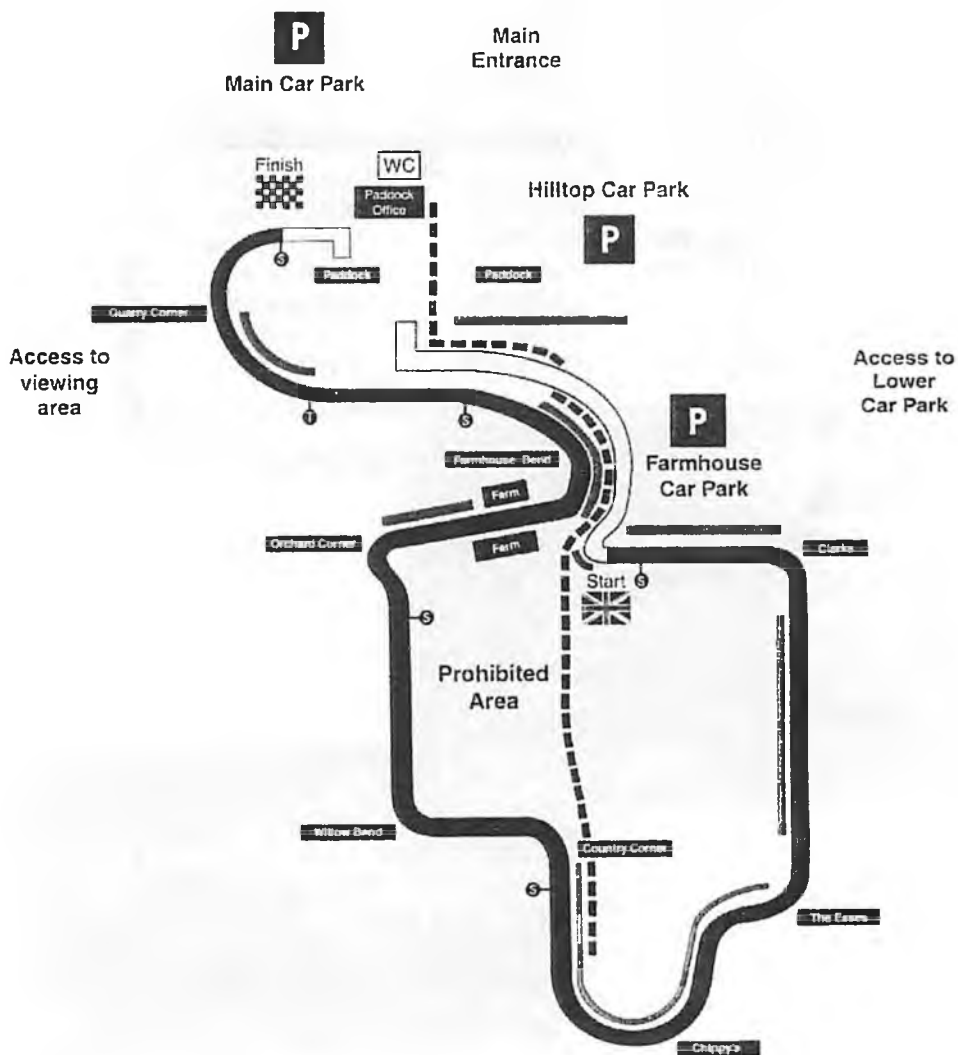 P
Main Car Park
Main
Entrance
Finish
WC
Paddock
Office
Hilltop Car Park
P
S
Paddock
Paddock
Quarry Corner
Access to
viewing
area
Access to
Lower
Car Park
P
T
S
Farmhouse Bend
Farmhouse
Car Park
Farm
Orchard Corner
Farm
Clarke
Start
S
S
Prohibited
Area
Willow Bend
Country Corner
S
The Esses
Chippy's